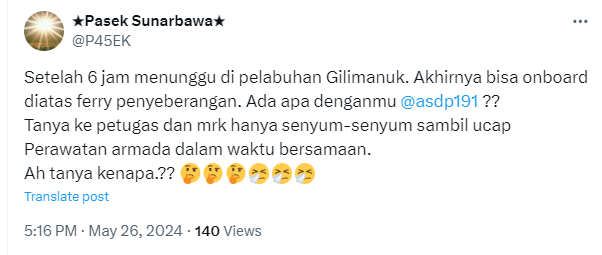 ★Pasek Sunarbawa★
@P45EK
Setelah 6 jam menunggu di pelabuhan Gilimanuk. Akhirnya bisa onboard
diatas ferry penyeberangan. Ada apa denganmu @asdp191 ??
Tanya ke petugas dan mrk hanya senyum-senyum sambil ucap
Perawatan armada dalam waktu bersamaan.
Ah tanya kenapa.?? 🤔🤔🤔🤧🤧🤧
Translate post
5:16 PM · May 26, 2024 · 140 Views